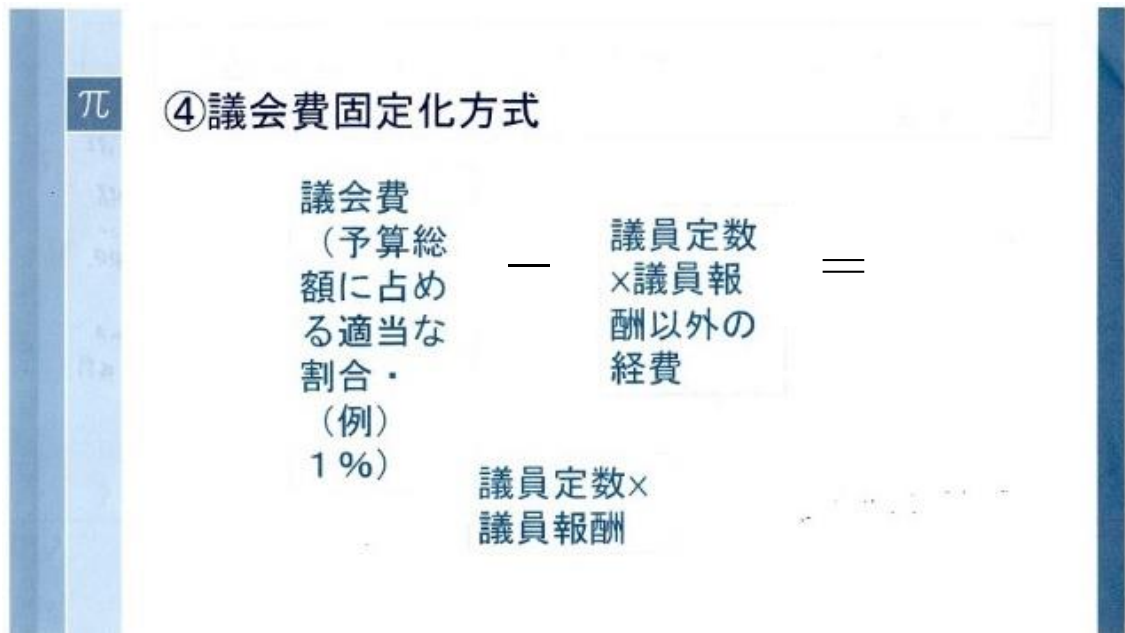 π
④議会費固定化方式
議会費
（予算総
額に占め
る適当な
割合・
（例）
１％）
－
議員定数
×議員報
酬以外の
経費
＝
議員定数×
議員報酬